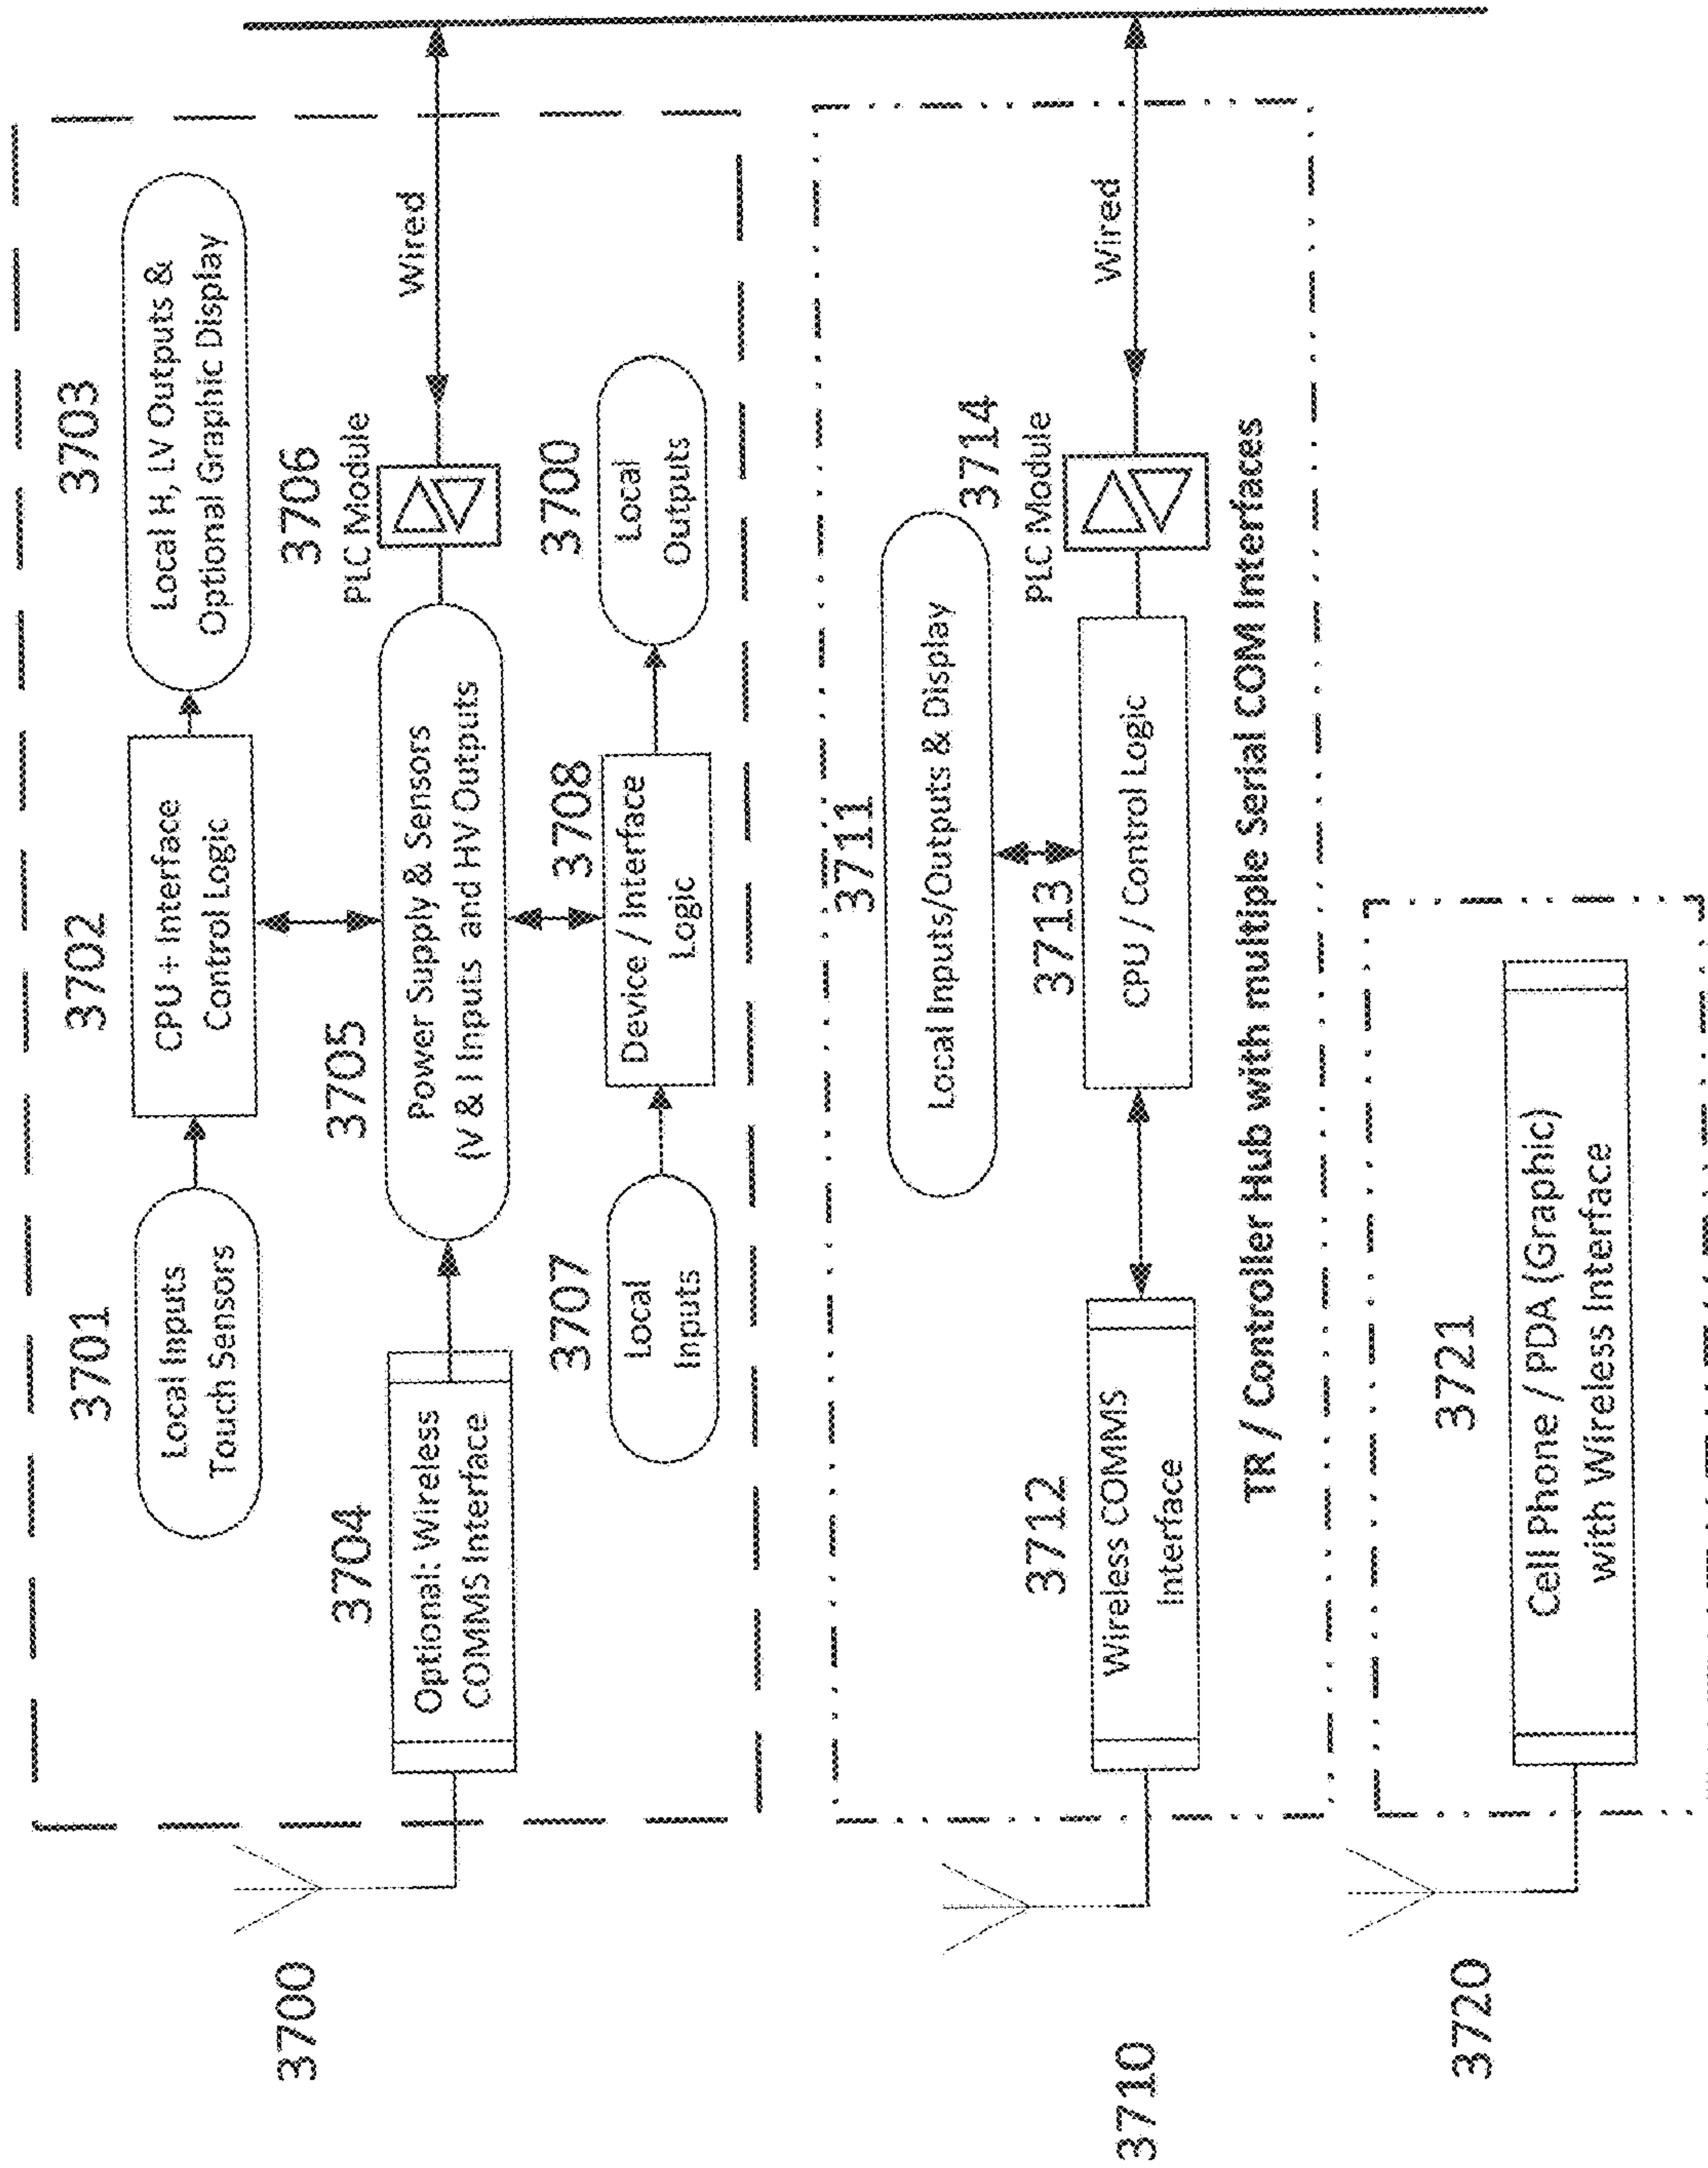 3700
3701
Local Inputs
Touch Sensors
3702
CPU + Interface
Control Logic
3703
Local H, LV Outputs &
Optional Graphic Display
3704
Optional: Wireless
COMMS Interface
3705
Power Supply & Sensors
(V & I Inputs and HV Outputs
3706
PLC Module
Wired
3707
Local
Inputs
3708
Device / Interface
Logic
3700
Local
Outputs
3710
3711
Local Inputs/Outputs & Display
3712
Wireless COMMS
Interface
3713
CPU / Control Logic
3714
PLC Module
Wired
TR / Controller Hub with multiple Serial COM Interfaces
3720
3721
Cell Phone / PDA (Graphic)
with Wireless Interface